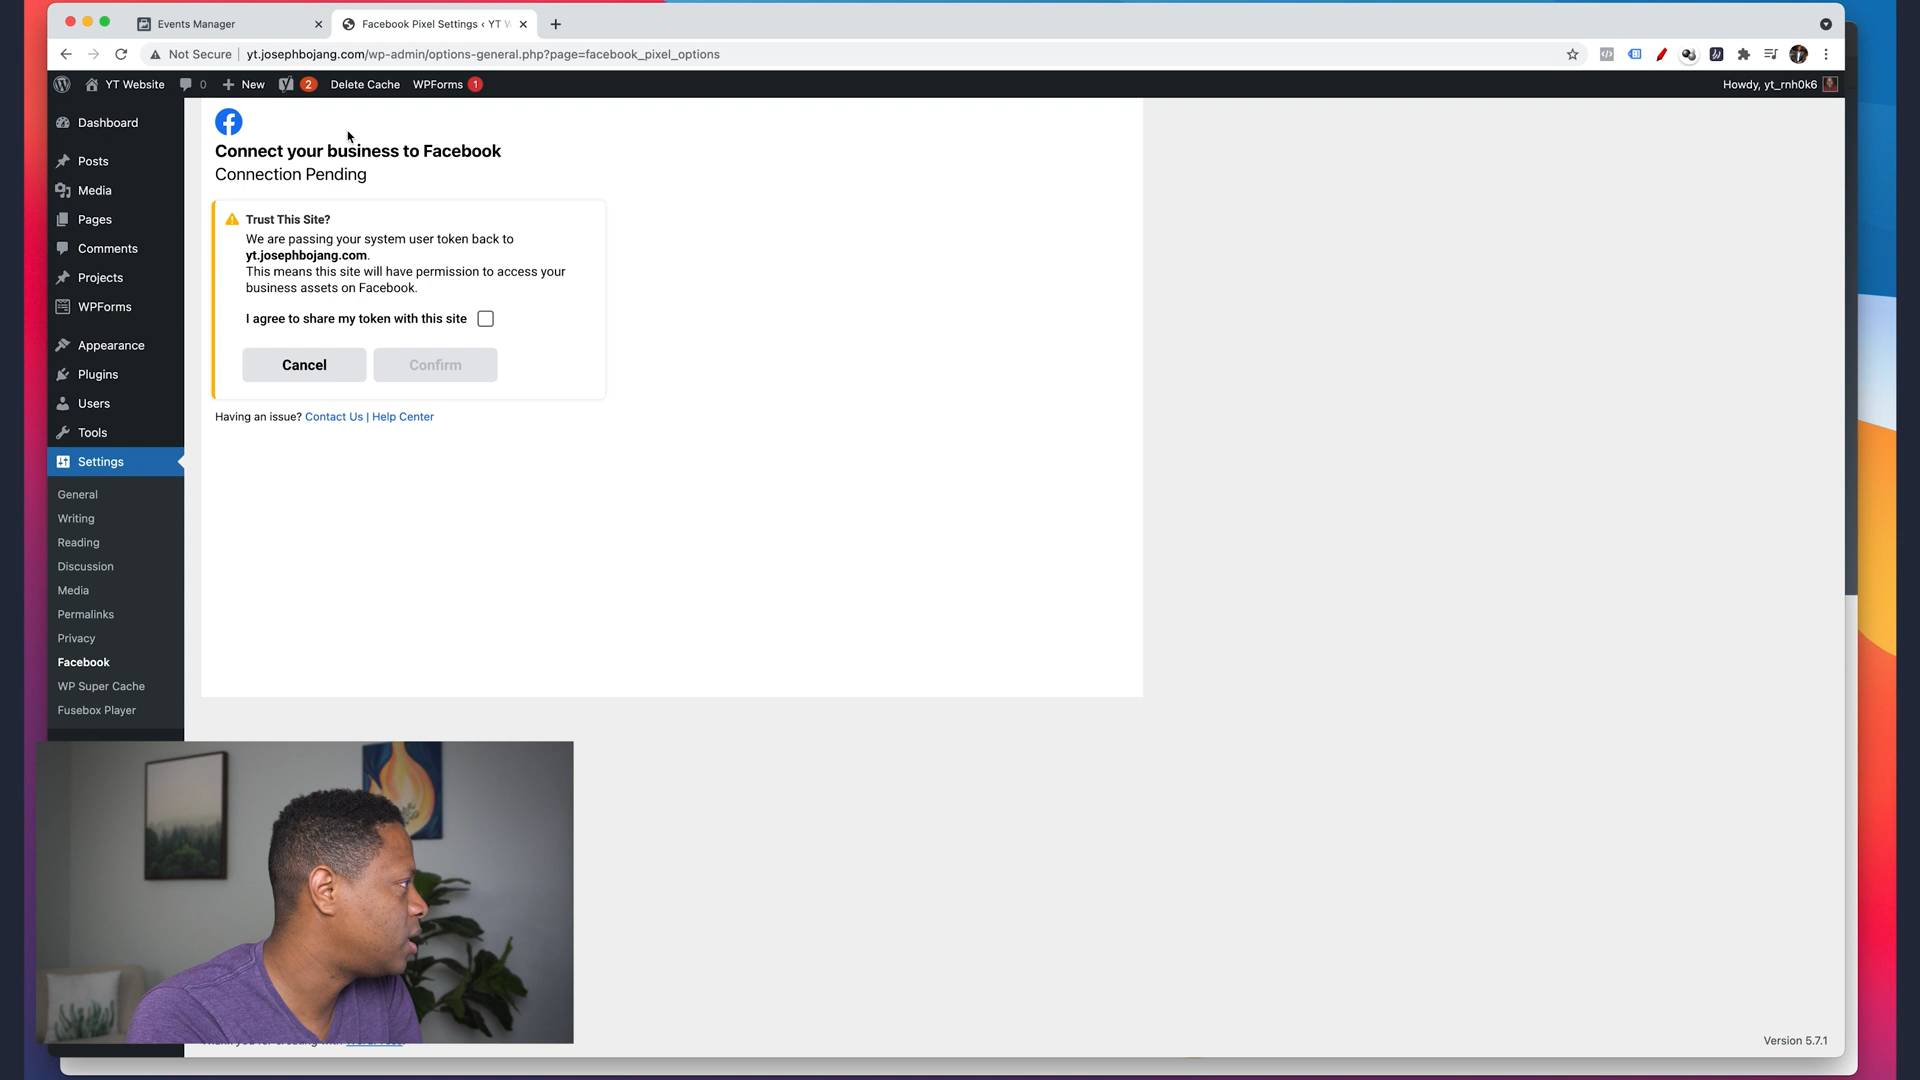 Events Manager
Facebook Pixel Settings ‹ YT
Not Secure
yt.josephbojang.com/wp-admin/options-general.php?page=facebook_pixel_options
YT Website
0
New
2
Delete Cache
WPForms
1
Howdy, yt_rnh0k6
Dashboard
Posts
Media
Pages
Comments
Projects
WPForms
Appearance
Plugins
Users
Tools
Settings
General
Writing
Reading
Discussion
Media
Permalinks
Privacy
Facebook
WP Super Cache
Fusebox Player
Connect your business to Facebook
Connection Pending
Trust This Site?
We are passing your system user token back to
yt.josephbojang.com.
This means this site will have permission to access your
business assets on Facebook.
I agree to share my token with this site
Cancel
Confirm
Having an issue? Contact Us | Help Center
Version 5.7.1